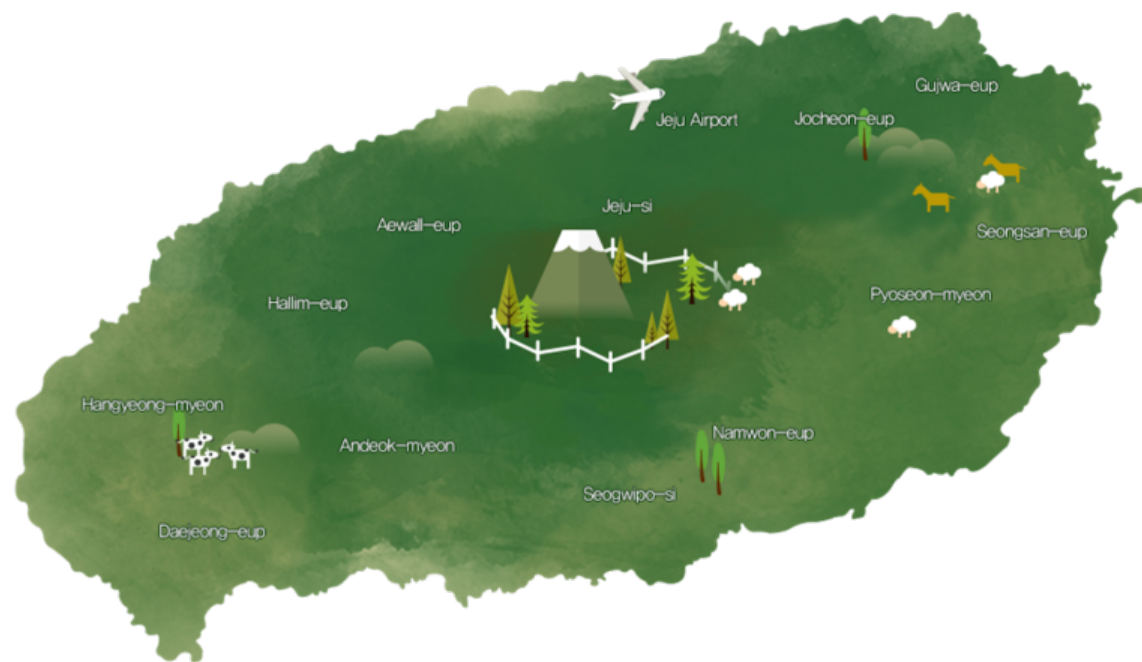 Gujwa-eup
Jeju Airport
Jocheon-eup
Jeju-si
Aewall-eup
Seongsan-eup
Hallim-eup
Pyoseon-myeon
Hangyeong-myeon
Namwon-eup
Andeok-myeon
Seogwipo-si
Daejeong-eup